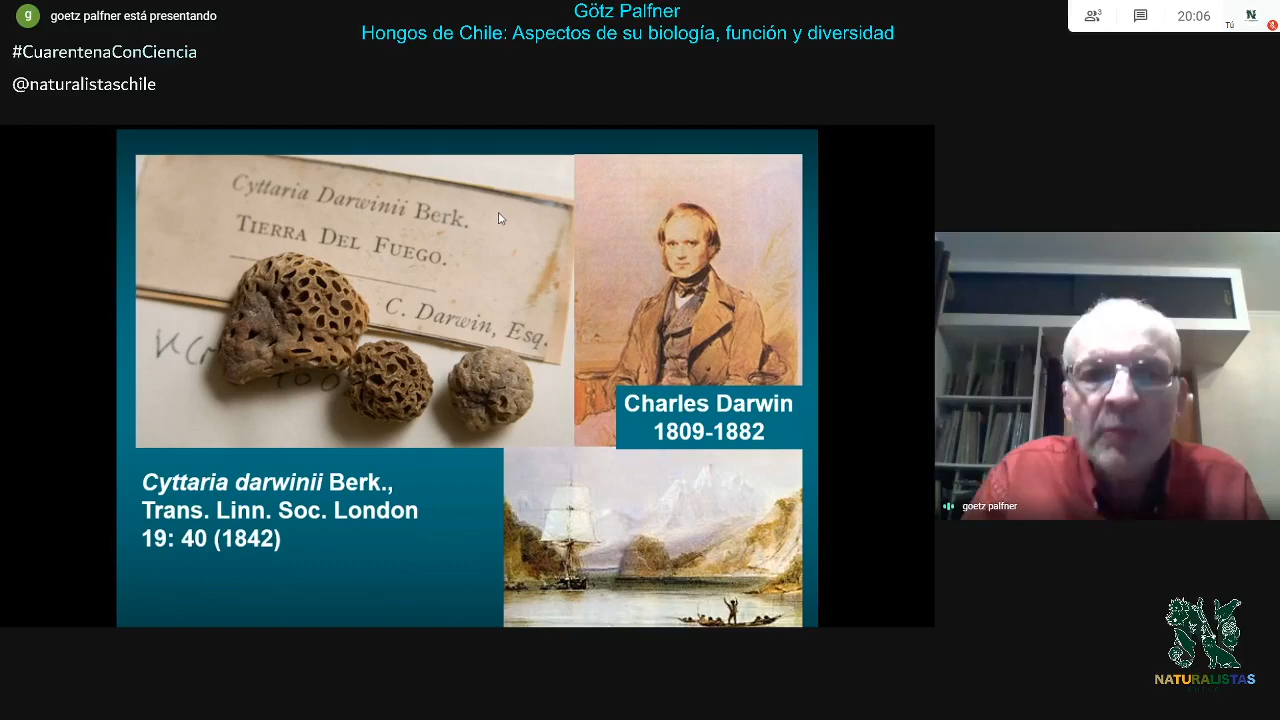 goetz palfner está presentando
#CuarentenaConCiencia
@naturalistaschile
Götz Palfner
Hongos de Chile: Aspectos de su biología, función y diversidad
3
20:06
Tú
Cyttaria Darwinii Berk.
TIERRA DEL FUEGO.
C. Darwin, Esq.
Charles Darwin
1809-1882
Cyttaria darwinii Berk.,
Trans. Linn. Soc. London
19: 40 (1842)
goetz palfner
NATURALISTAS